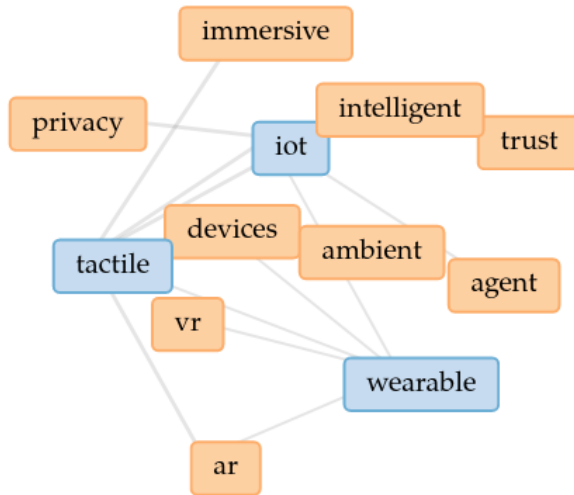 immersive
intelligent
privacy
iot
trust
devices
ambient
tactile
agent
vr
wearable
ar